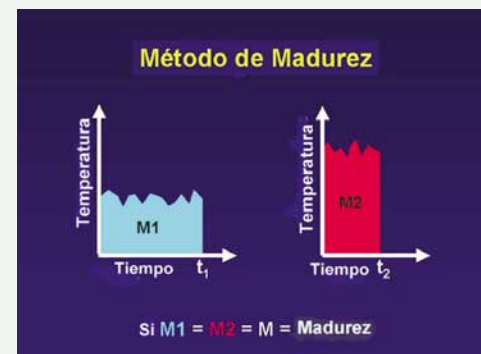 Método de Madurez
Temperatura
M1
Tiempo t1
Temperatura
M2
Tiempo t2
Si M1 = M2 = M = Madurez